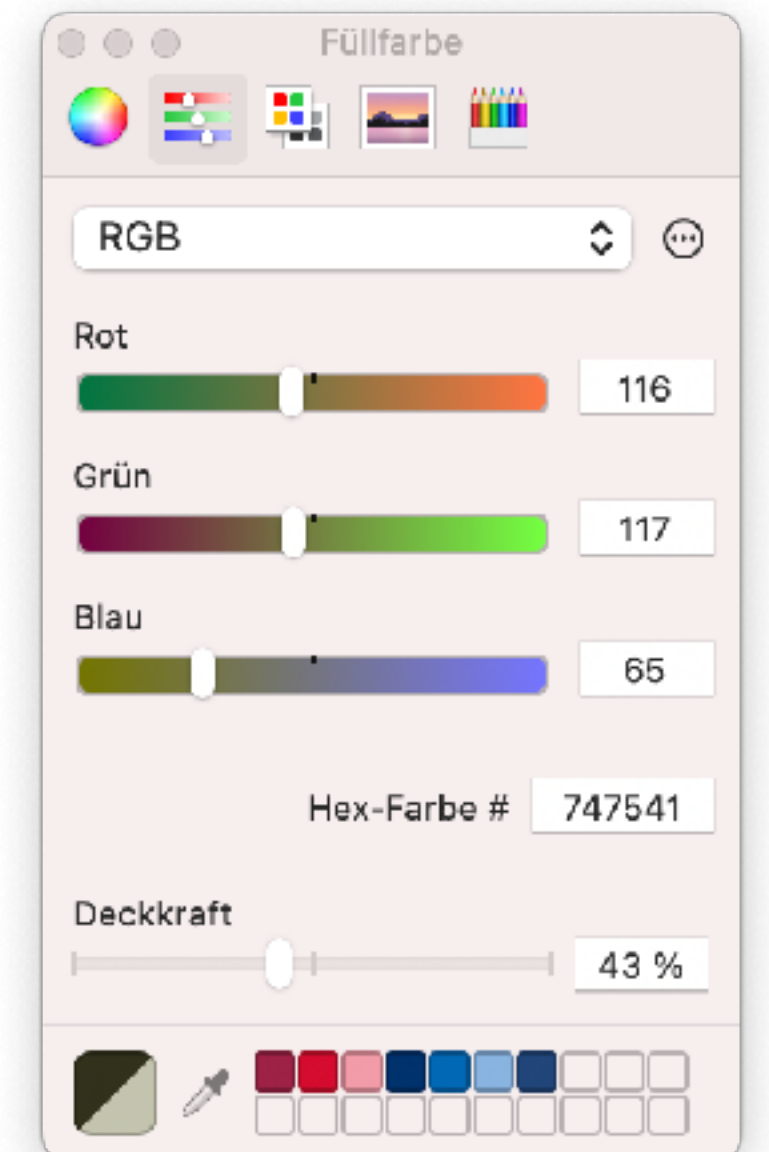 Füllfarbe
RGB
Rot
116
Grün
117
Blau
65
Hex-Farbe # 747541
Deckkraft
43 %